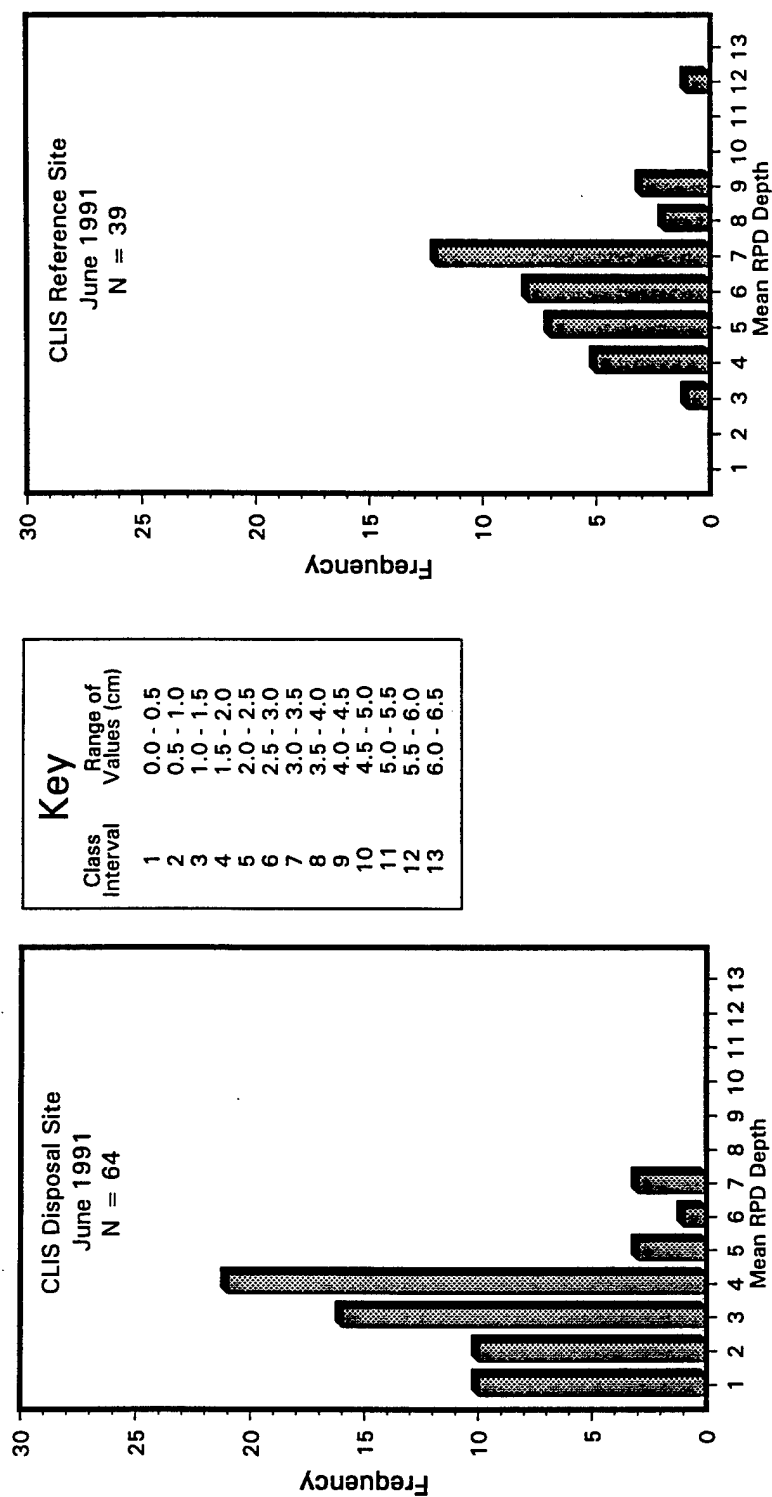 CLIS Disposal Site
June 1991
N = 64
Frequency
30
25
20
15
10
5
0
1 2 3 4 5 6 7 8 9 10 11 12 13
Mean RPD Depth
Key
Class Interval
Range of Values (cm)
1 0.0 - 0.5
2 0.5 - 1.0
3 1.0 - 1.5
4 1.5 - 2.0
5 2.0 - 2.5
6 2.5 - 3.0
7 3.0 - 3.5
8 3.5 - 4.0
9 4.0 - 4.5
10 4.5 - 5.0
11 5.0 - 5.5
12 5.5 - 6.0
13 6.0 - 6.5
CLIS Reference Site
June 1991
N = 39
Frequency
30
25
20
15
10
5
0
1 2 3 4 5 6 7 8 9 10 11 12 13
Mean RPD Depth